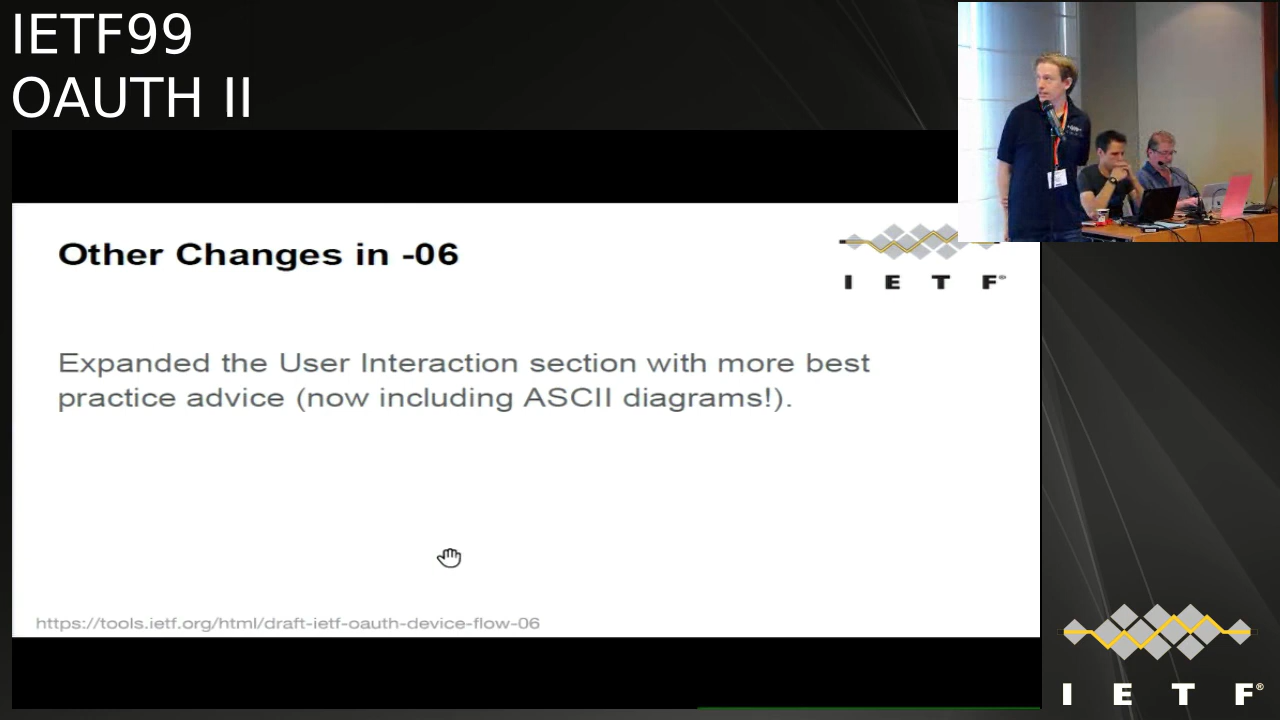 IETF99
OAUTH II
Other Changes in -06
I E T F®
Expanded the User Interaction section with more best
practice advice (now including ASCII diagrams!).
https://tools.ietf.org/html/draft-ietf-oauth-device-flow-06
I E T F®